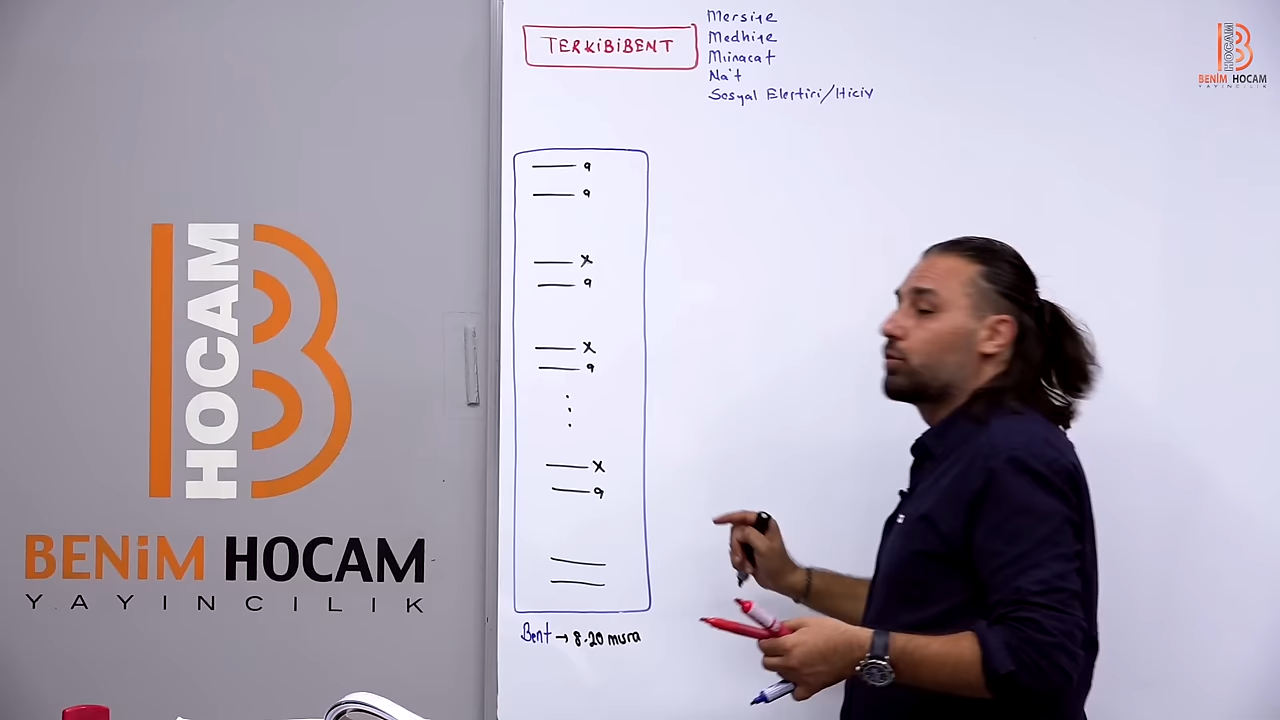 TERKİBİBENT
Mersiye
Medhiye
Münacat
Na't
Sosyal Eleştiri/Hiciv
a
a
x
a
x
a
x
a
Bent → 8-20 mısra
B HOCAM
BENİM HOCAM
YAYINCILIK
B HOCAM
BENİM HOCAM
YAYINCILIK